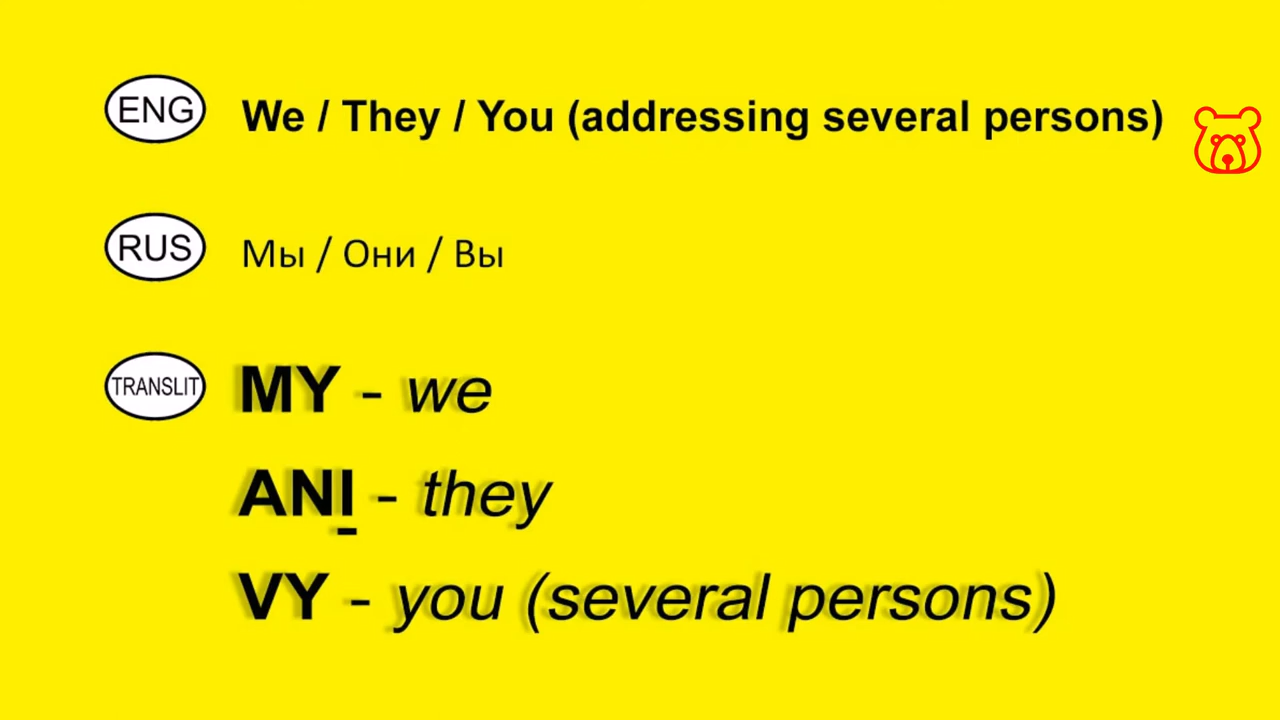 ENG We / They / You (addressing several persons)
RUS Мы / Они / Вы
TRANSLIT MY - we
ANI - they
VY - you (several persons)